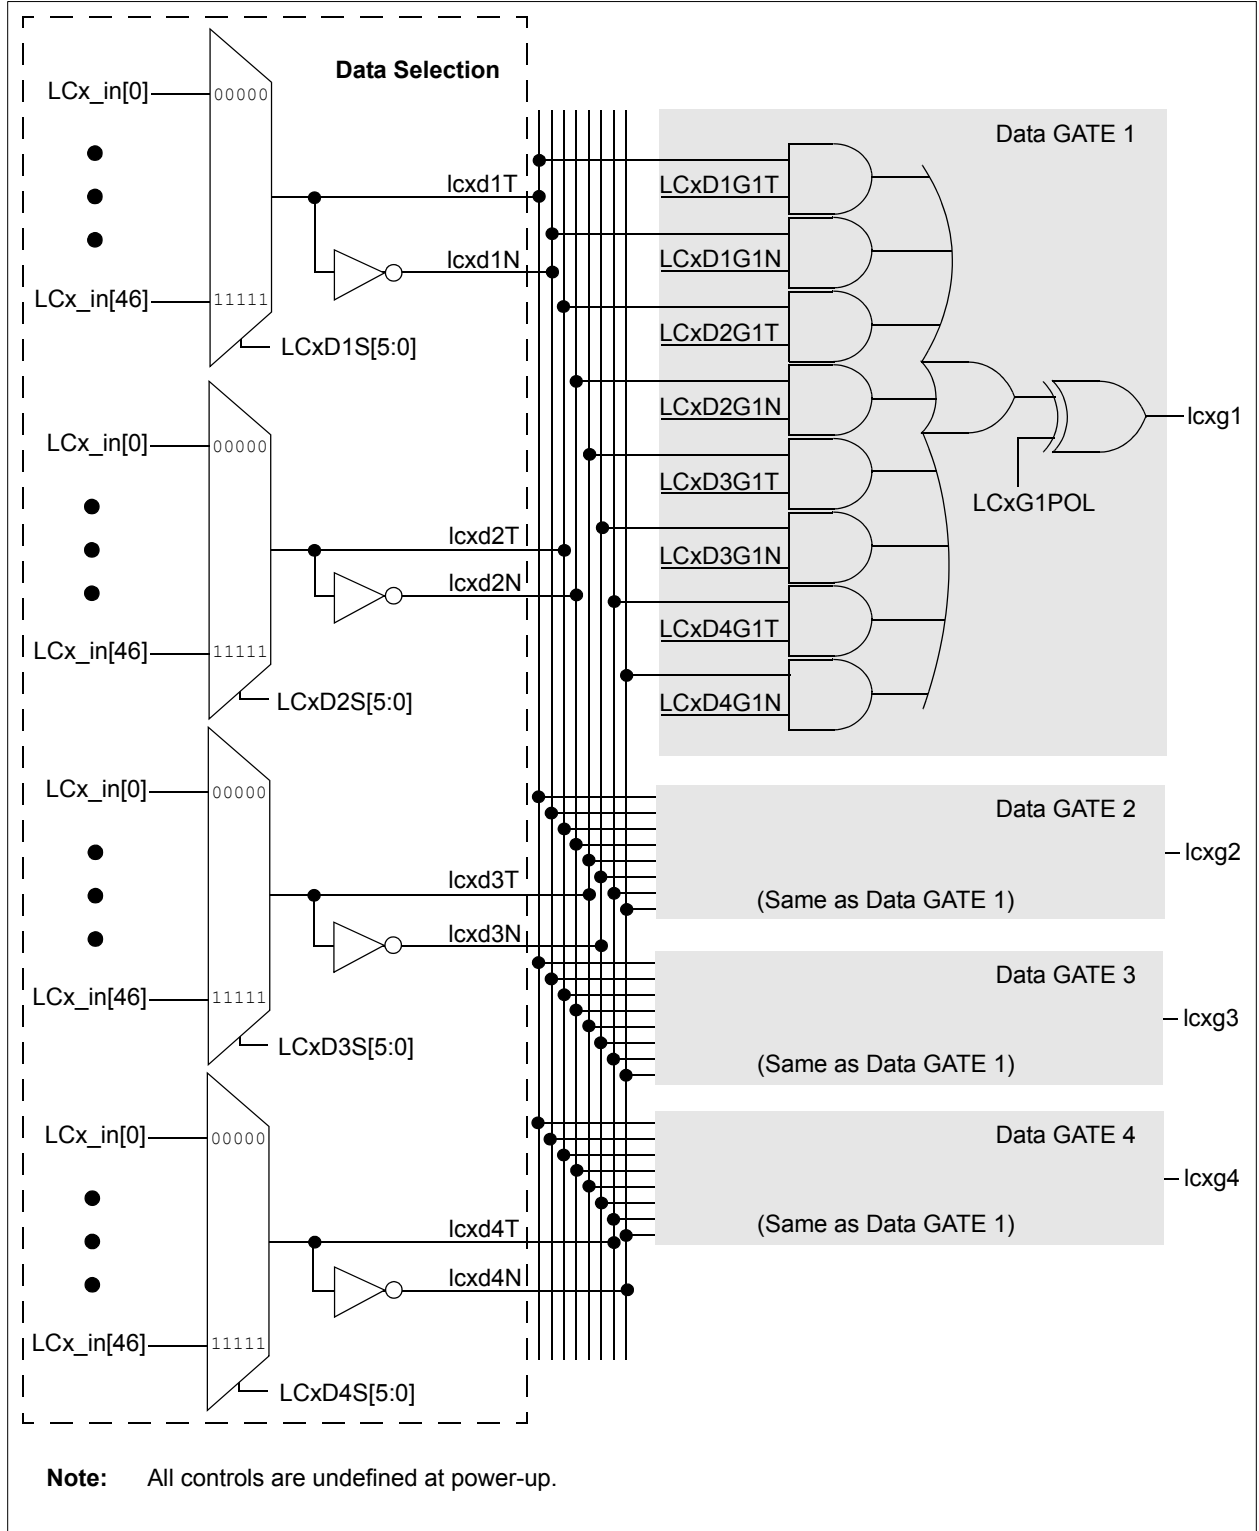 Data Selection
LCx_in[0]
00000
lcxd1T
lcxd1N
LCx_in[46]
11111
LCxD1S[5:0]
LCx_in[0]
00000
lcxd2T
lcxd2N
LCx_in[46]
11111
LCxD2S[5:0]
LCx_in[0]
00000
lcxd3T
lcxd3N
LCx_in[46]
11111
LCxD3S[5:0]
LCx_in[0]
00000
lcxd4T
lcxd4N
LCx_in[46]
11111
LCxD4S[5:0]
Data GATE 1
LCxD1G1T
LCxD1G1N
LCxD2G1T
LCxD2G1N
LCxD3G1T
LCxD3G1N
LCxD4G1T
LCxD4G1N
LCxG1POL
lcxg1
Data GATE 2
(Same as Data GATE 1)
lcxg2
Data GATE 3
(Same as Data GATE 1)
lcxg3
Data GATE 4
(Same as Data GATE 1)
lcxg4
Note: All controls are undefined at power-up.